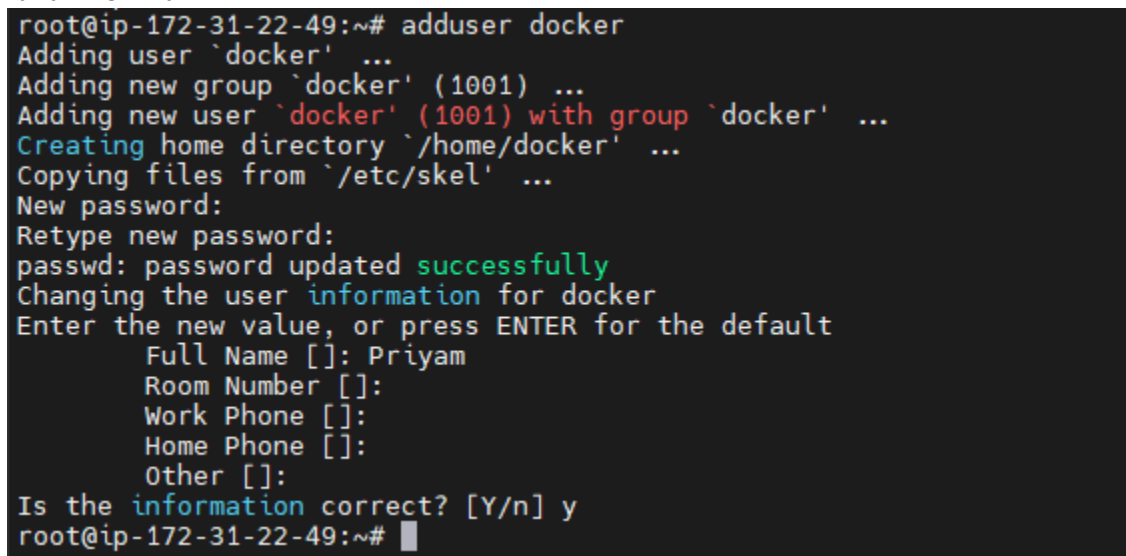 root@ip-172-31-22-49:~# adduser docker
Adding user `docker' ...
Adding new group `docker' (1001) ...
Adding new user `docker' (1001) with group `docker' ...
Creating home directory `/home/docker' ...
Copying files from `/etc/skel' ...
New password:
Retype new password:
passwd: password updated successfully
Changing the user information for docker
Enter the new value, or press ENTER for the default
Full Name []: Priyam
Room Number []:
Work Phone []:
Home Phone []:
Other []:
Is the information correct? [Y/n] y
root@ip-172-31-22-49:~#